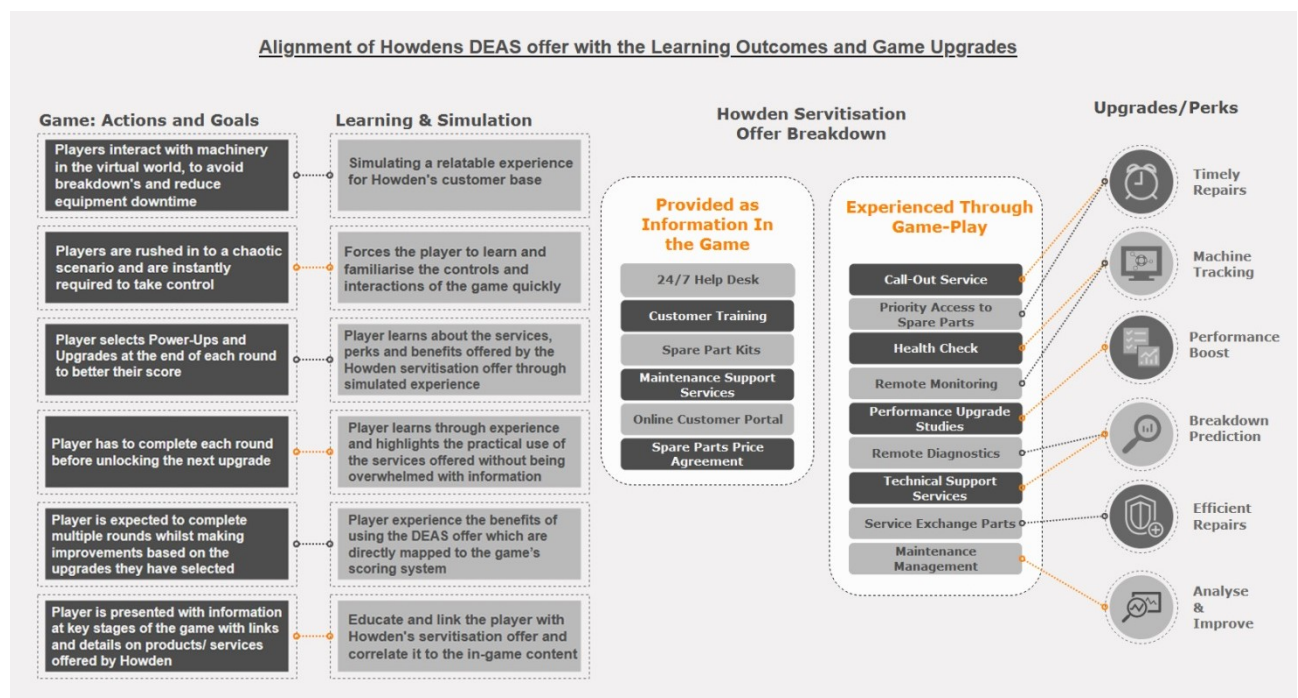 Alignment of Howdens DEAS offer with the Learning Outcomes and Game Upgrades
Game: Actions and Goals
Players interact with machinery
in the virtual world, to avoid
breakdown's and reduce
equipment downtime
Players are rushed in to a chaotic
scenario and are instantly
required to take control
Player selects Power-Ups and
Upgrades at the end of each round
to better their score
Player has to complete each round
before unlocking the next upgrade
Player is expected to complete
multiple rounds whilst making
improvements based on the
upgrades they have selected
Player is presented with information
at key stages of the game with links
and details on products/ services
offered by Howden
Learning & Simulation
Simulating a relatable experience
for Howden's customer base
Forces the player to learn and
familiarise the controls and
interactions of the game quickly
Player learns about the services,
perks and benefits offered by the
Howden servitisation offer through
simulated experience
Player learns through experience
and highlights the practical use of
the services offered without being
overwhelmed with information
Player experience the benefits of
using the DEAS offer which are
directly mapped to the game's
scoring system
Educate and link the player with
Howden's servitisation offer and
correlate it to the in-game content
Howden Servitisation
Offer Breakdown
Provided as
Information In
the Game
24/7 Help Desk
Customer Training
Spare Part Kits
Maintenance Support
Services
Online Customer Portal
Spare Parts Price
Agreement
Experienced Through
Game-Play
Call-Out Service
Priority Access to
Spare Parts
Health Check
Remote Monitoring
Performance Upgrade
Studies
Remote Diagnostics
Technical Support
Services
Service Exchange Parts
Maintenance
Management
Upgrades/Perks
Timely
Repairs
Machine
Tracking
Performance
Boost
Breakdown
Prediction
Efficient
Repairs
Analyse
&
Improve